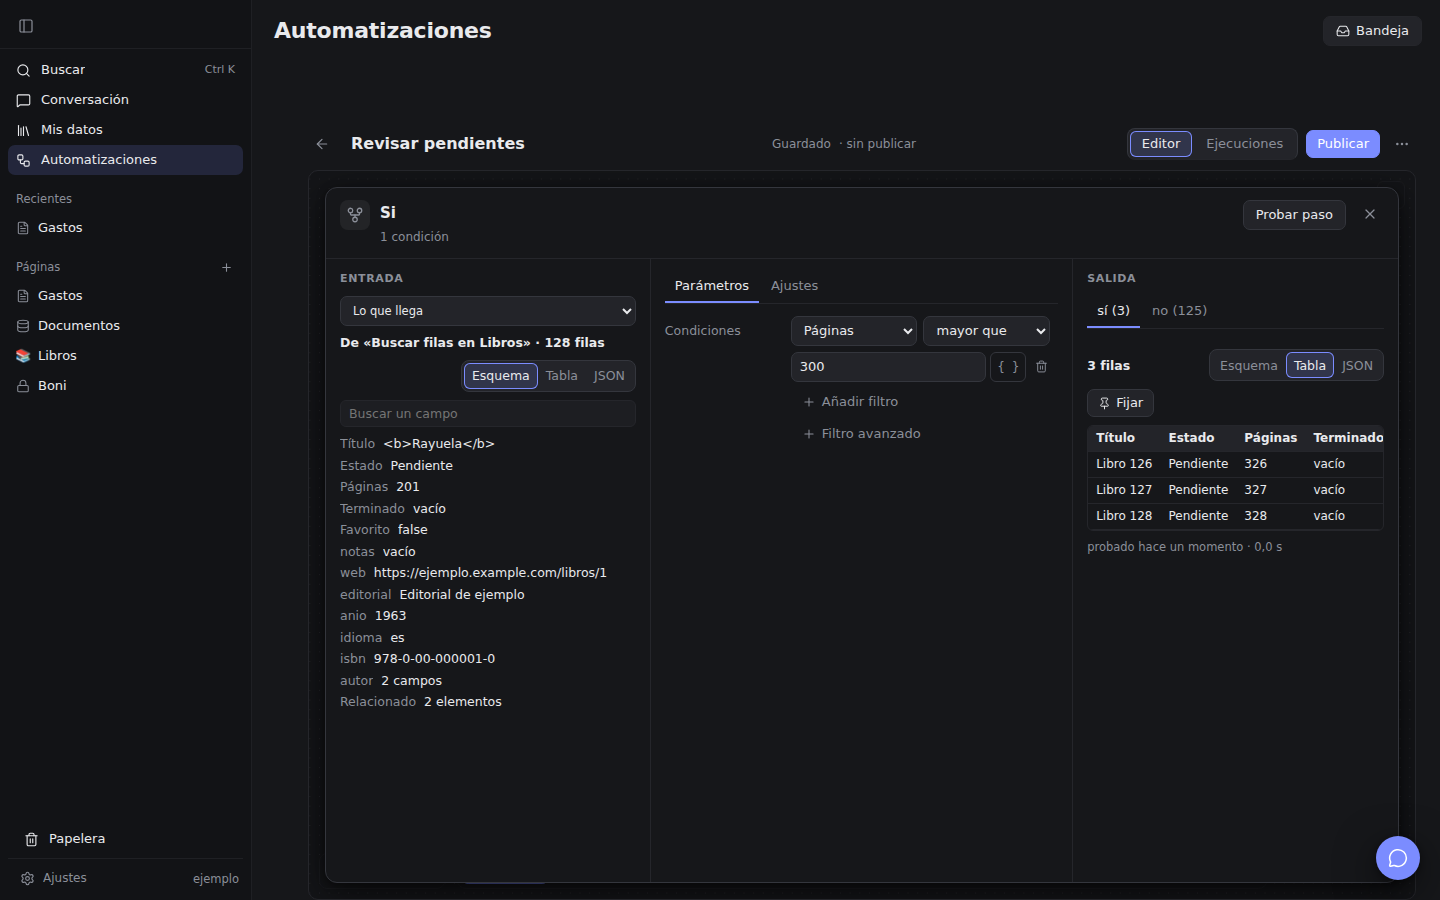 Automatizaciones
Bandeja
Buscar Ctrl K
Conversación
Mis datos
Automatizaciones
Recientes
Gastos
Páginas
Gastos
Documentos
Libros
Boni
Papelera
Ajustes ejemplo
Revisar pendientes
Guardado · sin publicar
Editor Ejecuciones
Publicar
Si
1 condición
Probar paso
ENTRADA
Lo que llega
De «Buscar filas en Libros» · 128 filas
Esquema Tabla JSON
Buscar un campo
Título <b>Rayuela</b>
Estado Pendiente
Páginas 201
Terminado vacío
Favorito false
notas vacío
web https://ejemplo.example.com/libros/1
editorial Editorial de ejemplo
anio 1963
idioma es
isbn 978-0-00-000001-0
autor 2 campos
Relacionado 2 elementos
Parámetros Ajustes
Condiciones Páginas mayor que
300 { }
Añadir filtro
Filtro avanzado
SALIDA
sí (3) no (125)
3 filas Esquema Tabla JSON
Fijar
Título Estado Páginas Terminado
Libro 126 Pendiente 326 vacío
Libro 127 Pendiente 327 vacío
Libro 128 Pendiente 328 vacío
probado hace un momento · 0,0 s